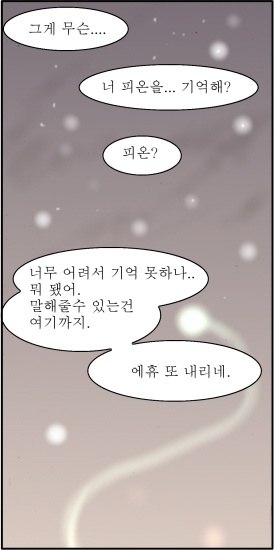 그게 무슨....
너 피온을... 기억해?
피온?
너무 어려서 기억 못하나..
뭐 됐어.
말해줄수 있는건
여기까지.
에휴 또 내리네.